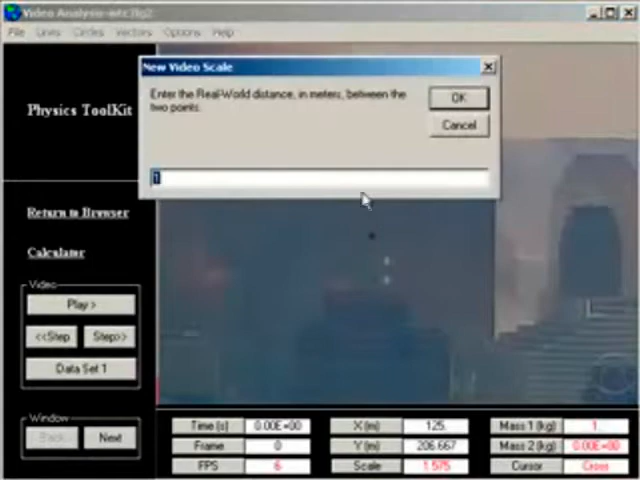 Video Analysis-wtc7lg2
File Lines Circles Vectors Options Help
New Video Scale
Enter the Real-World distance, in meters, between the
two points.
OK
Cancel
1
Physics ToolKit
Return to Browser
Calculator
Video
Play >
<<Step Step>>
Data Set 1
Window
Back Next
Time (s) 0.00E+00 X (m) 125. Mass 1 (kg) 1.
Frame 0 Y (m) 206.667 Mass 2 (kg) 0.00E+00
FPS 6 Scale 1.575 Cursor Cross